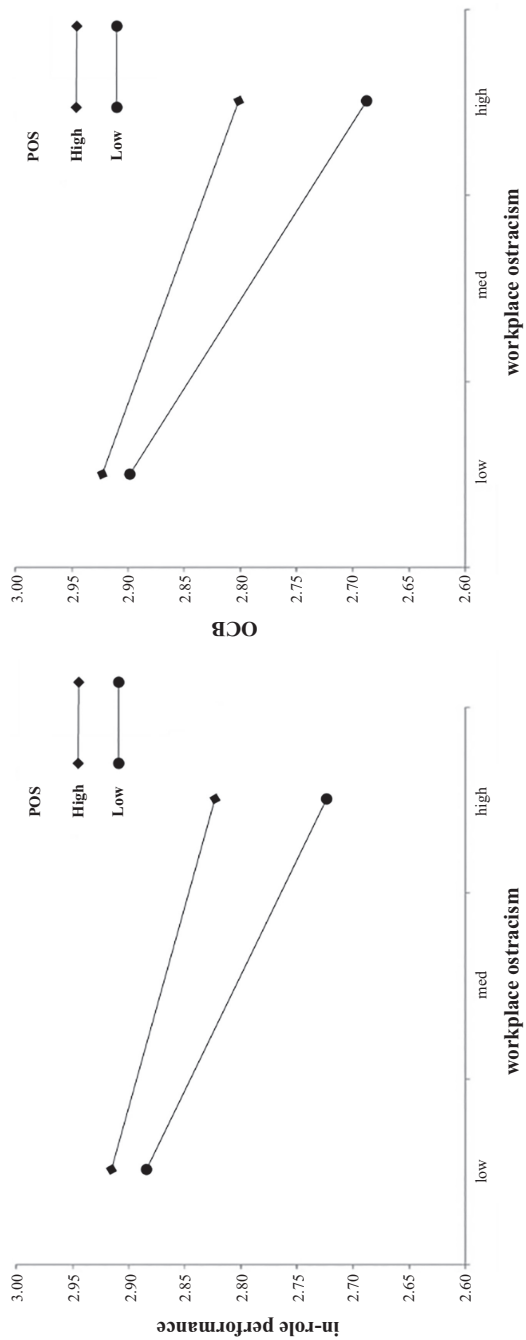 3.00
2.95
2.90
2.85
2.80
2.75
2.70
2.65
2.60
in-role performance
low
med
high
workplace ostracism
POS
High
Low
3.00
2.95
2.90
2.85
2.80
2.75
2.70
2.65
2.60
OCB
low
med
high
workplace ostracism
POS
High
Low